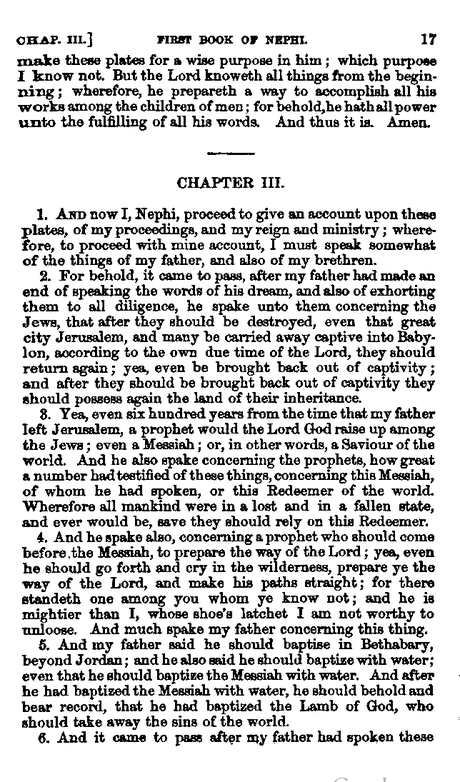 CHAP. III.] FIRST BOOK OF NEPHI. 17
make these plates for a wise purpose in him; which purpose
I know not. But the Lord knoweth all things from the begin-
ning; wherefore, he prepareth a way to accomplish all his
works among the children of men; for behold, he hath all power
unto the fulfilling of all his words. And thus it is. Amen.
CHAPTER III.
1. AND now I, Nephi, proceed to give an account upon these
plates, of my proceedings, and my reign and ministry; where-
fore, to proceed with mine account, I must speak somewhat
of the things of my father, and also of my brethren.
2. For behold, it came to pass, after my father had made an
end of speaking the words of his dream, and also of exhorting
them to all diligence, he spake unto them concerning the
Jews, that after they should be destroyed, even that great
city Jerusalem, and many be carried away captive into Baby-
lon, according to the own due time of the Lord, they should
return again; yea, even be brought back out of captivity;
and after they should be brought back out of captivity they
should possess again the land of their inheritance.
3. Yea, even six hundred years from the time that my father
left Jerusalem, a prophet would the Lord God raise up among
the Jews; even a Messiah; or, in other words, a Saviour of the
world. And he also spake concerning the prophets, how great
a number had testified of these things, concerning this Messiah,
of whom he had spoken, or this Redeemer of the world.
Wherefore all mankind were in a lost and in a fallen state,
and ever would be, save they should rely on this Redeemer.
4. And he spake also, concerning a prophet who should come
before the Messiah, to prepare the way of the Lord; yea, even
he should go forth and cry in the wilderness, prepare ye the
way of the Lord, and make his paths straight; for there
standeth one among you whom ye know not; and he is
mightier than I, whose shoe's latchet I am not worthy to
unloose. And much spake my father concerning this thing.
5. And my father said he should baptise in Bethabary,
beyond Jordan; and he also said he should baptize with water;
even that he should baptize the Messiah with water. And after
he had baptized the Messiah with water, he should behold and
bear record, that he had baptized the Lamb of God, who
should take away the sins of the world.
6. And it came to pass after my father had spoken these